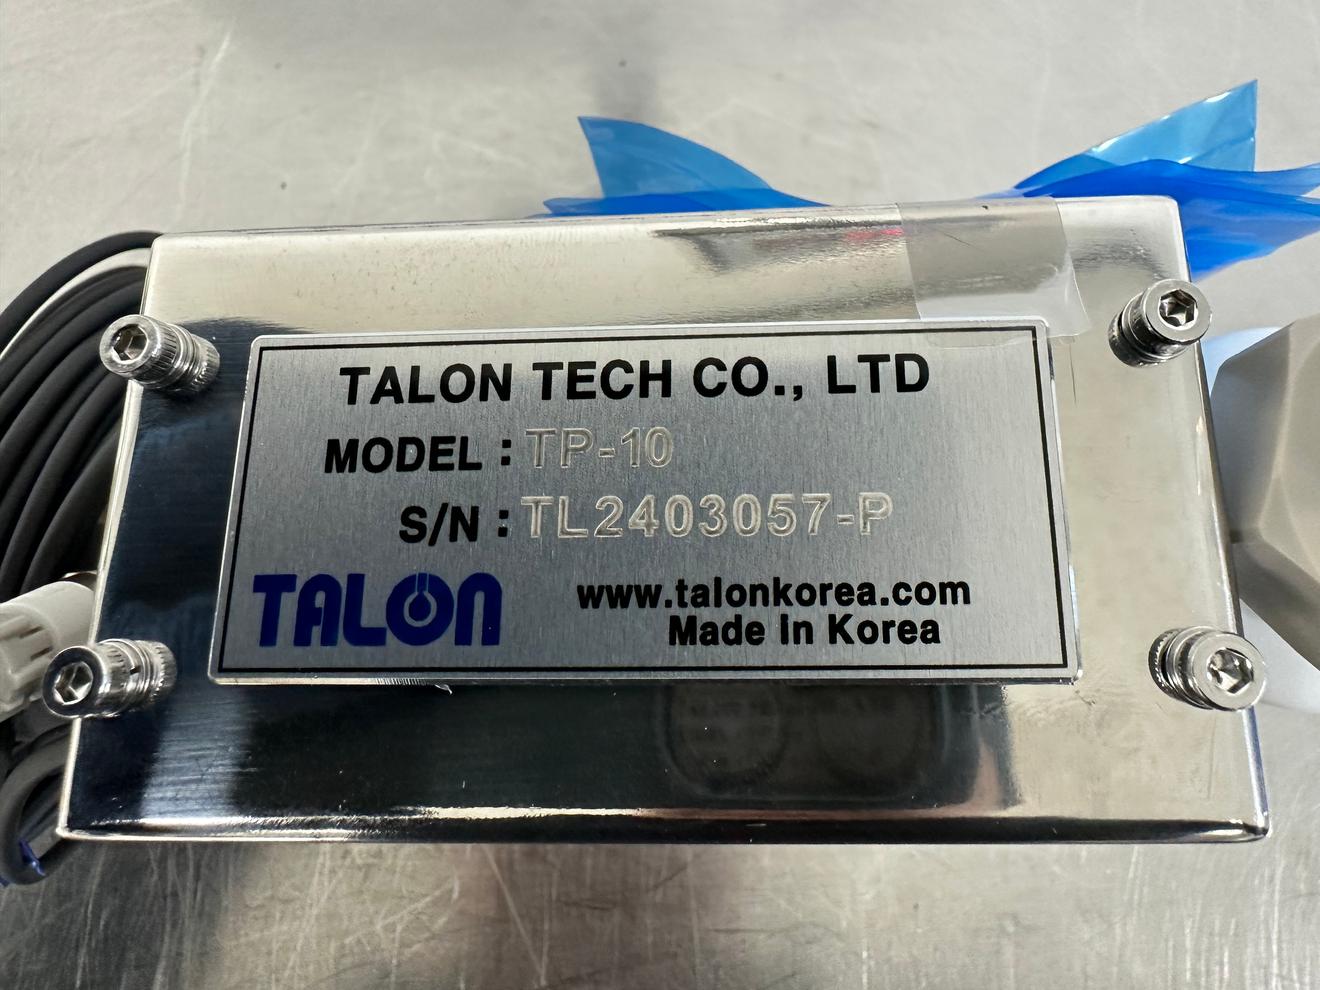 TALON TECH CO., LTD
MODEL : TP-10
S/N : TL2403057-P
TALON www.talonkorea.com
Made In Korea